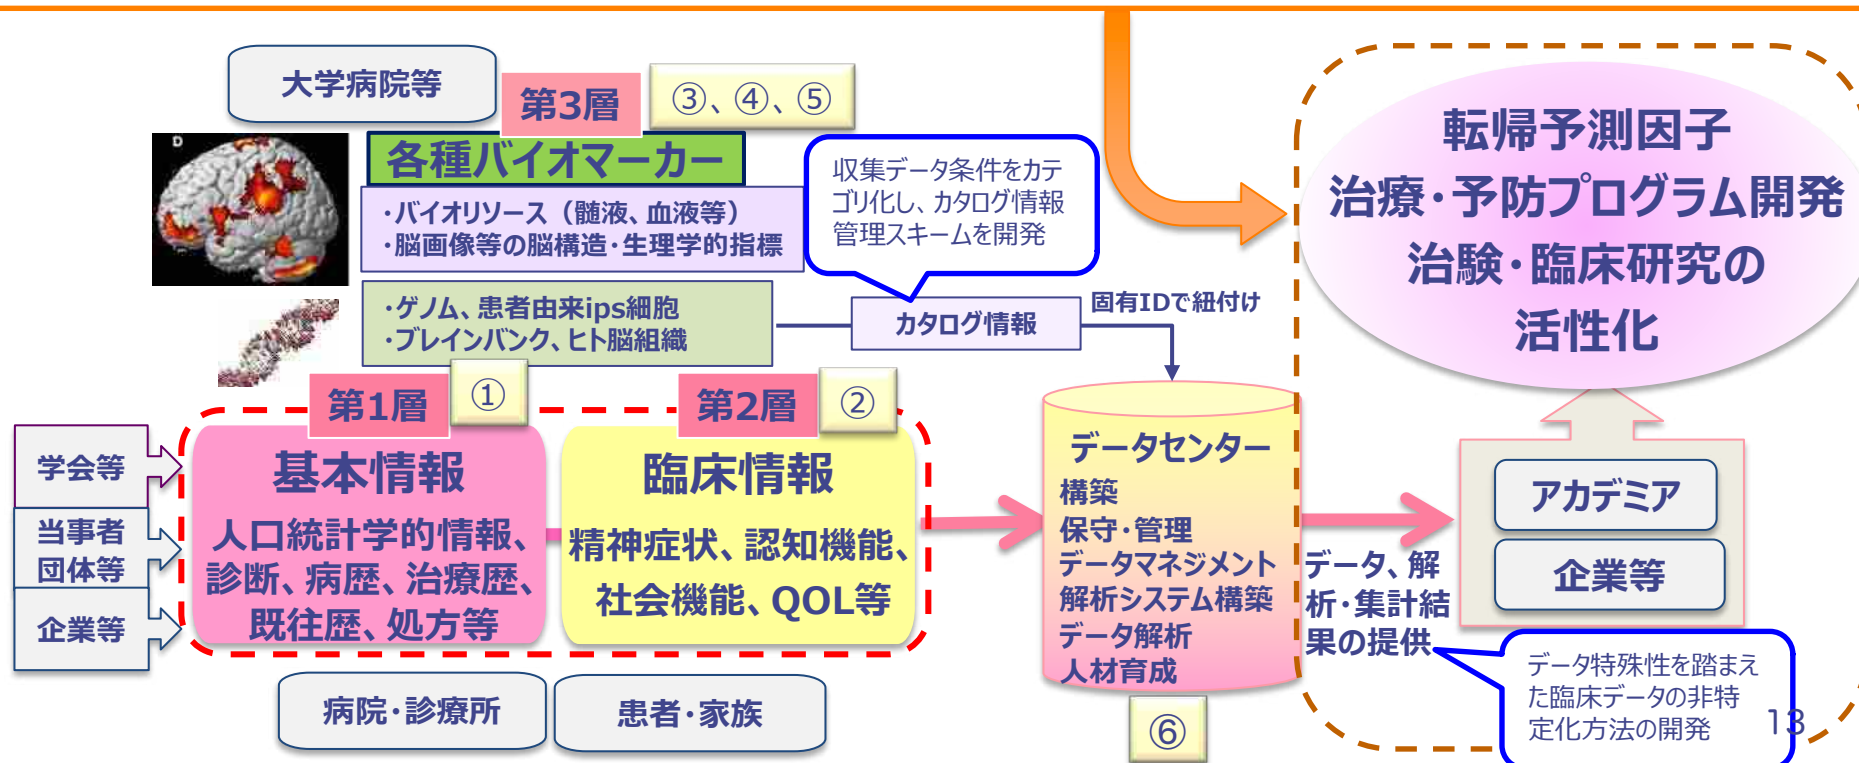 大学病院等
第3層
③、④、⑤
D
各種バイオマーカー
・バイオリソース（髄液、血液等）
・脳画像等の脳構造・生理学的指標
・ゲノム、患者由来ips細胞
・ブレインバンク、ヒト脳組織
収集データ条件をカテ
ゴリ化し、カタログ情報
管理スキームを開発
カタログ情報
固有IDで紐付け
第1層
①
第2層
②
学会等
当事者
団体等
企業等
基本情報
人口統計学的情報、
診断、病歴、治療歴、
既往歴、処方等
臨床情報
精神症状、認知機能、
社会機能、QOL等
病院・診療所
患者・家族
データセンター
構築
保守・管理
データマネジメント
解析システム構築
データ解析
人材育成
⑥
データ、解
析・集計結
果の提供
転帰予測因子
治療・予防プログラム開発
治験・臨床研究の
活性化
アカデミア
企業等
データ特殊性を踏まえ
た臨床データの非特
定化方法の開発
13